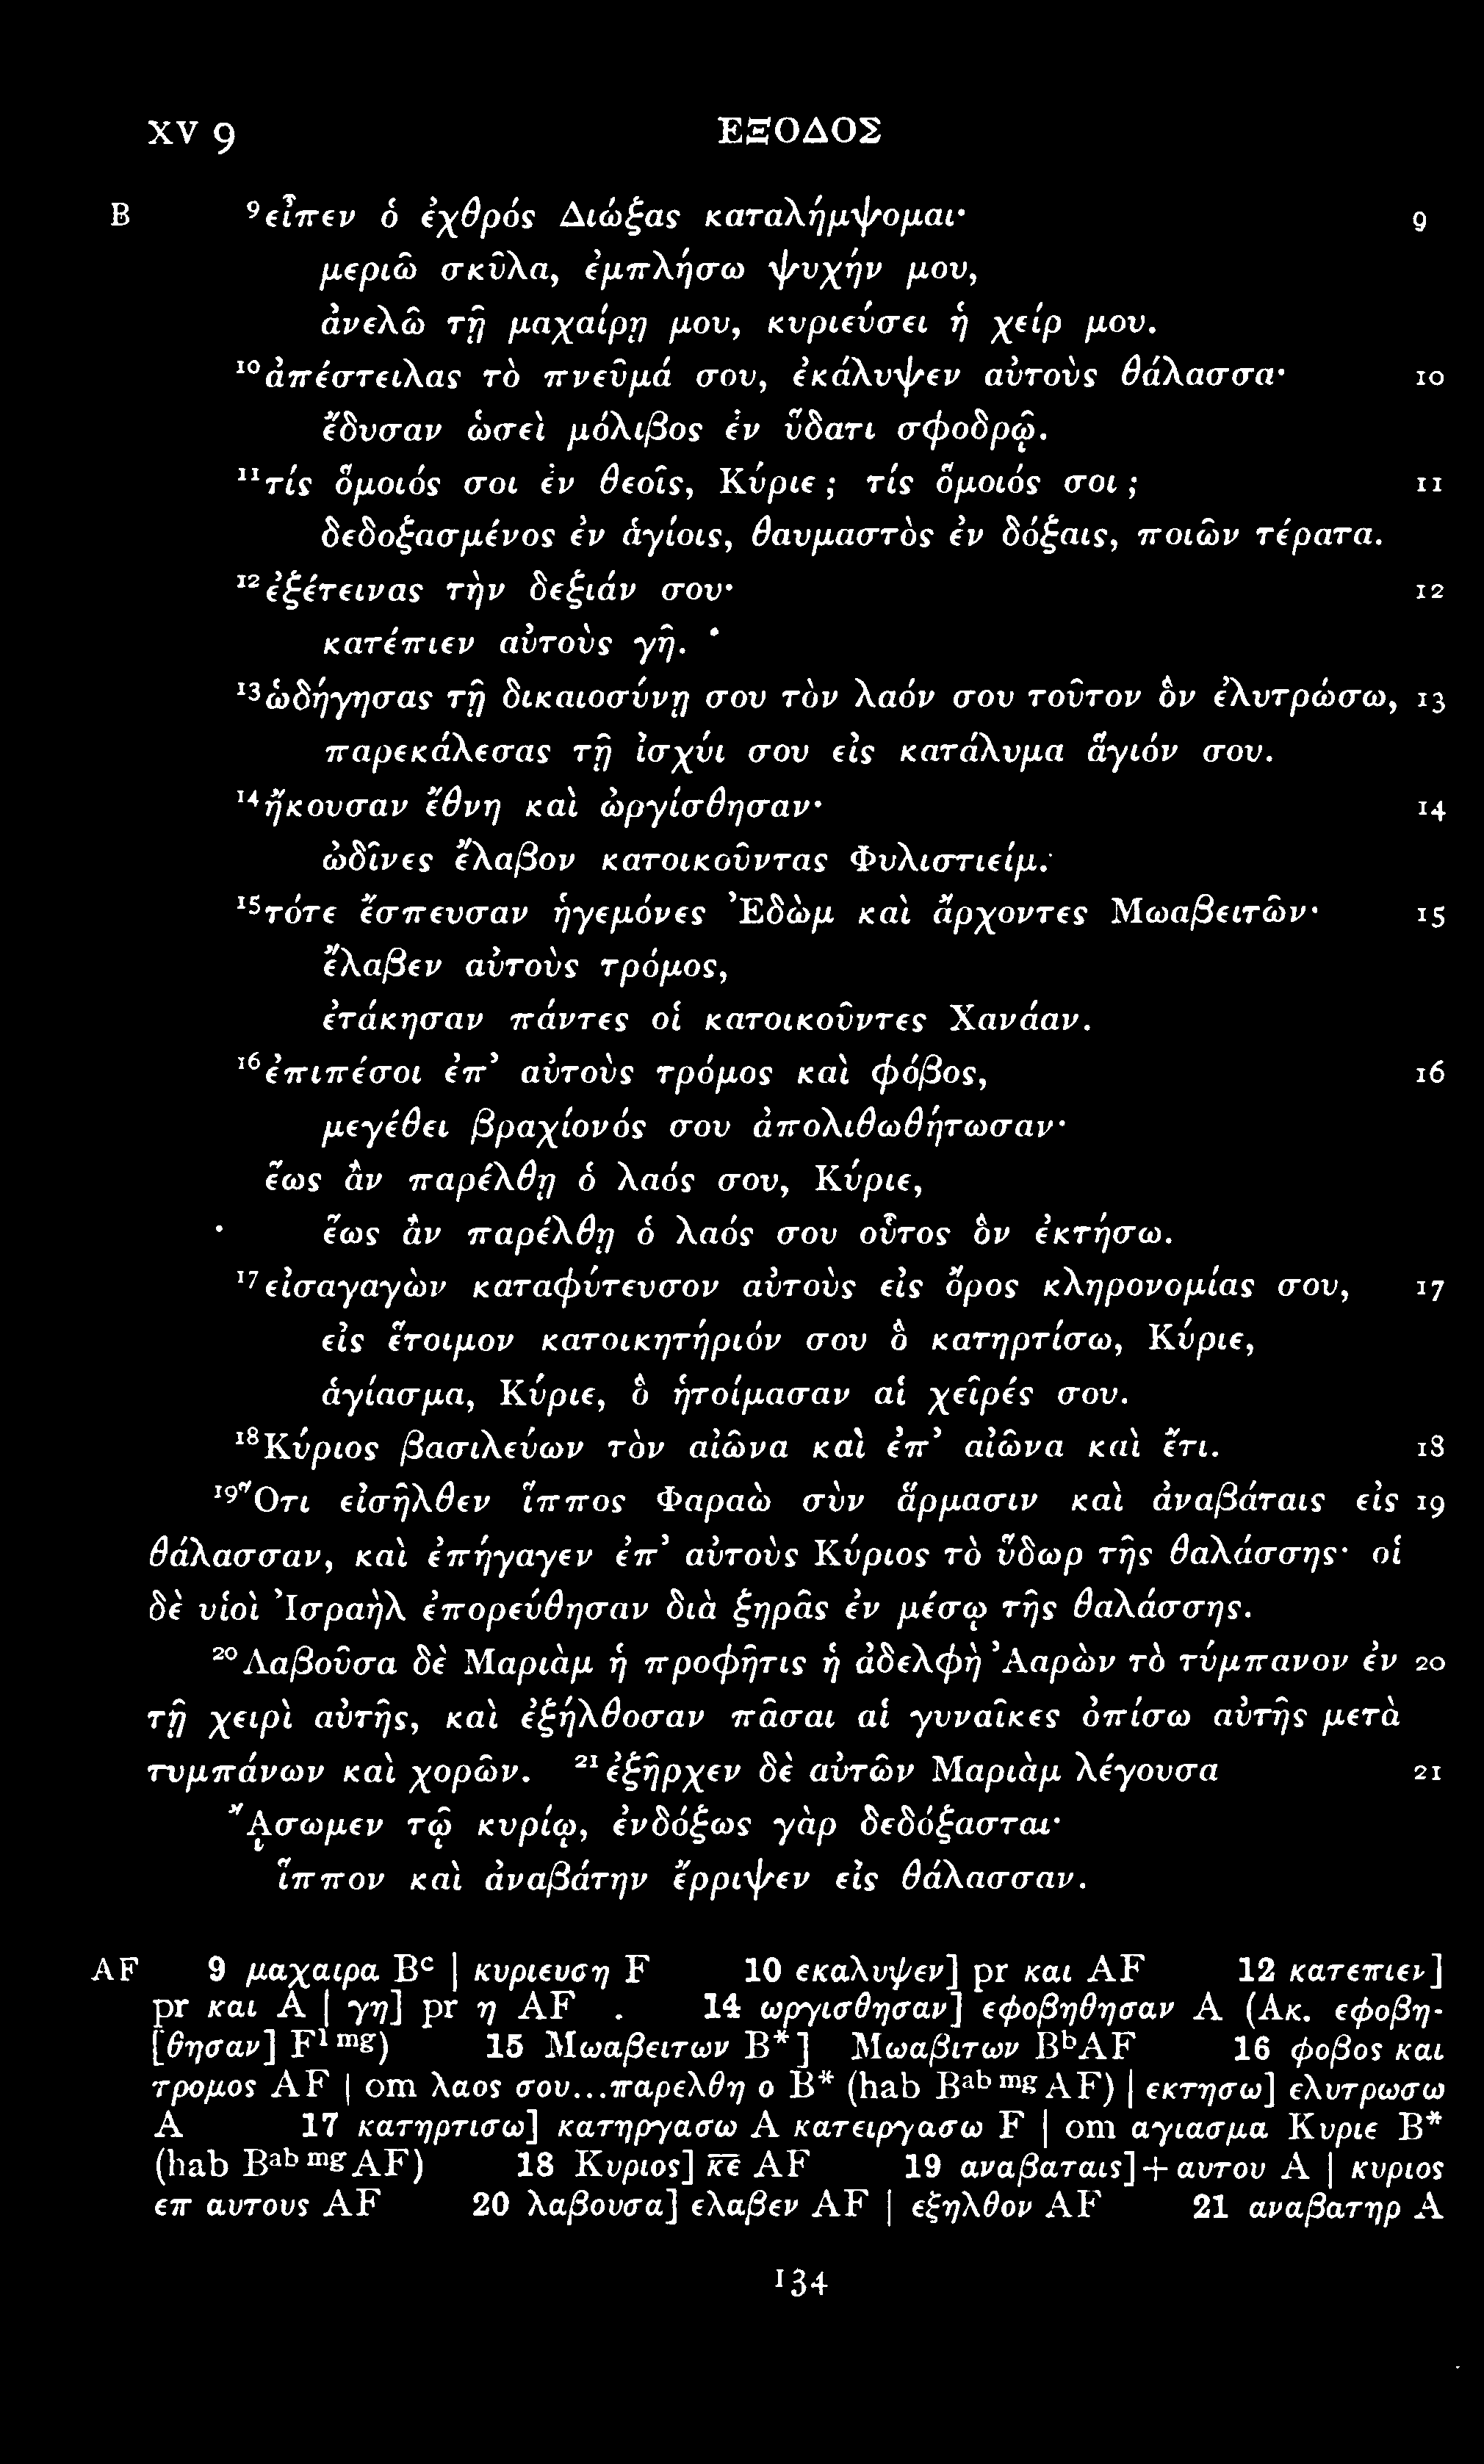 XV 9 ΕΞΟΔΟΣ
B ⁹εἶπεν ὁ ἐχθρός Διώξας καταλήμψομαι· 9
μεριῶ σκῦλα, ἐμπλήσω ψυχήν μου,
ἀνελῶ τῇ μαχαίρῃ μου, κυριεύσει ἡ χείρ μου.
¹⁰ἀπέστειλας τὸ πνεῦμά σου, ἐκάλυψεν αὐτοὺς θάλασσα· 10
ἔδυσαν ὡσεὶ μόλιβος ἐν ὕδατι σφοδρῷ.
¹¹τίς ὅμοιός σοι ἐν θεοῖς, Κύριε; τίς ὅμοιός σοι; 11
δεδοξασμένος ἐν ἁγίοις, θαυμαστὸς ἐν δόξαις, ποιῶν τέρατα.
¹²ἐξέτεινας τὴν δεξιάν σου· 12
κατέπιεν αὐτοὺς γῆ.
¹³ὡδήγησας τῇ δικαιοσύνῃ σου τὸν λαόν σου τοῦτον ὃν ἐλυτρώσω, 13
παρεκάλεσας τῇ ἰσχύι σου εἰς κατάλυμα ἅγιόν σου.
¹⁴ἤκουσαν ἔθνη καὶ ὠργίσθησαν· 14
ὠδῖνες ἔλαβον κατοικοῦντας Φυλιστιείμ.
¹⁵τότε ἔσπευσαν ἡγεμόνες Ἐδὼμ καὶ ἄρχοντες Μωαβειτῶν· 15
ἔλαβεν αὐτοὺς τρόμος,
ἐτάκησαν πάντες οἱ κατοικοῦντες Χανάαν.
¹⁶ἐπιπέσοι ἐπ’ αὐτοὺς τρόμος καὶ φόβος, 16
μεγέθει βραχίονός σου ἀπολιθωθήτωσαν·
ἕως ἂν παρέλθῃ ὁ λαός σου, Κύριε,
ἕως ἂν παρέλθῃ ὁ λαός σου οὗτος ὃν ἐκτήσω.
¹⁷εἰσαγαγὼν καταφύτευσον αὐτοὺς εἰς ὄρος κληρονομίας σου, 17
εἰς ἕτοιμον κατοικητήριόν σου ὃ κατηρτίσω, Κύριε,
ἁγίασμα, Κύριε, ὃ ἡτοίμασαν αἱ χεῖρές σου.
¹⁸Κύριος βασιλεύων τὸν αἰῶνα καὶ ἐπ’ αἰῶνα καὶ ἔτι. 18
¹⁹Ὅτι εἰσῆλθεν ἵππος Φαραὼ σὺν ἅρμασιν καὶ ἀναβάταις εἰς 19
θάλασσαν, καὶ ἐπήγαγεν ἐπ’ αὐτοὺς Κύριος τὸ ὕδωρ τῆς θαλάσσης· οἱ
δὲ υἱοὶ Ἰσραὴλ ἐπορεύθησαν διὰ ξηρᾶς ἐν μέσῳ τῆς θαλάσσης.
²⁰Λαβοῦσα δὲ Μαριὰμ ἡ προφῆτις ἡ ἀδελφὴ Ἀαρὼν τὸ τύμπανον ἐν 20
τῇ χειρὶ αὐτῆς, καὶ ἐξήλθοσαν πᾶσαι αἱ γυναῖκες ὀπίσω αὐτῆς μετὰ
τυμπάνων καὶ χορῶν. ²¹ἐξῆρχεν δὲ αὐτῶν Μαριὰμ λέγουσα 21
ᾌσωμεν τῷ κυρίῳ, ἐνδόξως γὰρ δεδόξασται·
ἵππον καὶ ἀναβάτην ἔρριψεν εἰς θάλασσαν.
AF 9 μαχαιρα Bᶜ | κυριευση F 10 εκαλυψεν] pr και AF 12 κατεπιεν]
pr και A | γη] pr η AF 14 ωργισθησαν] εφοβηθησαν A (Ακ. εφοβη-
[θησαν] F¹ ᵐᵍ) 15 Μωαβειτων B*] Μωαβιτων BᵇAF 16 φοβος και
τρομος AF | om λαος σου...παρελθη ο B* (hab Bᵃᵇ ᵐᵍ AF) | εκτησω] ελυτρωσω
A 17 κατηρτισω] κατηργασω A κατειργασω F | om αγιασμα Κυριε B*
(hab Bᵃᵇ ᵐᵍ AF) 18 Κυριος] κ̅ε̅ AF 19 αναβαταις]+αυτου A | κυριος
επ αυτους AF 20 λαβουσα] ελαβεν AF | εξηλθον AF 21 αναβατηρ A
134